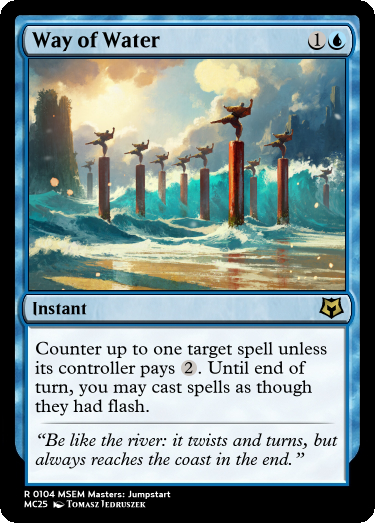 Way of Water 1
Instant
Counter up to one target spell unless
its controller pays 2. Until end of
turn, you may cast spells as though
they had flash.
“Be like the river: it twists and turns, but
always reaches the coast in the end.”
R 0104 MSEM Masters: Jumpstart
MC25 Tomasz Jedruszek